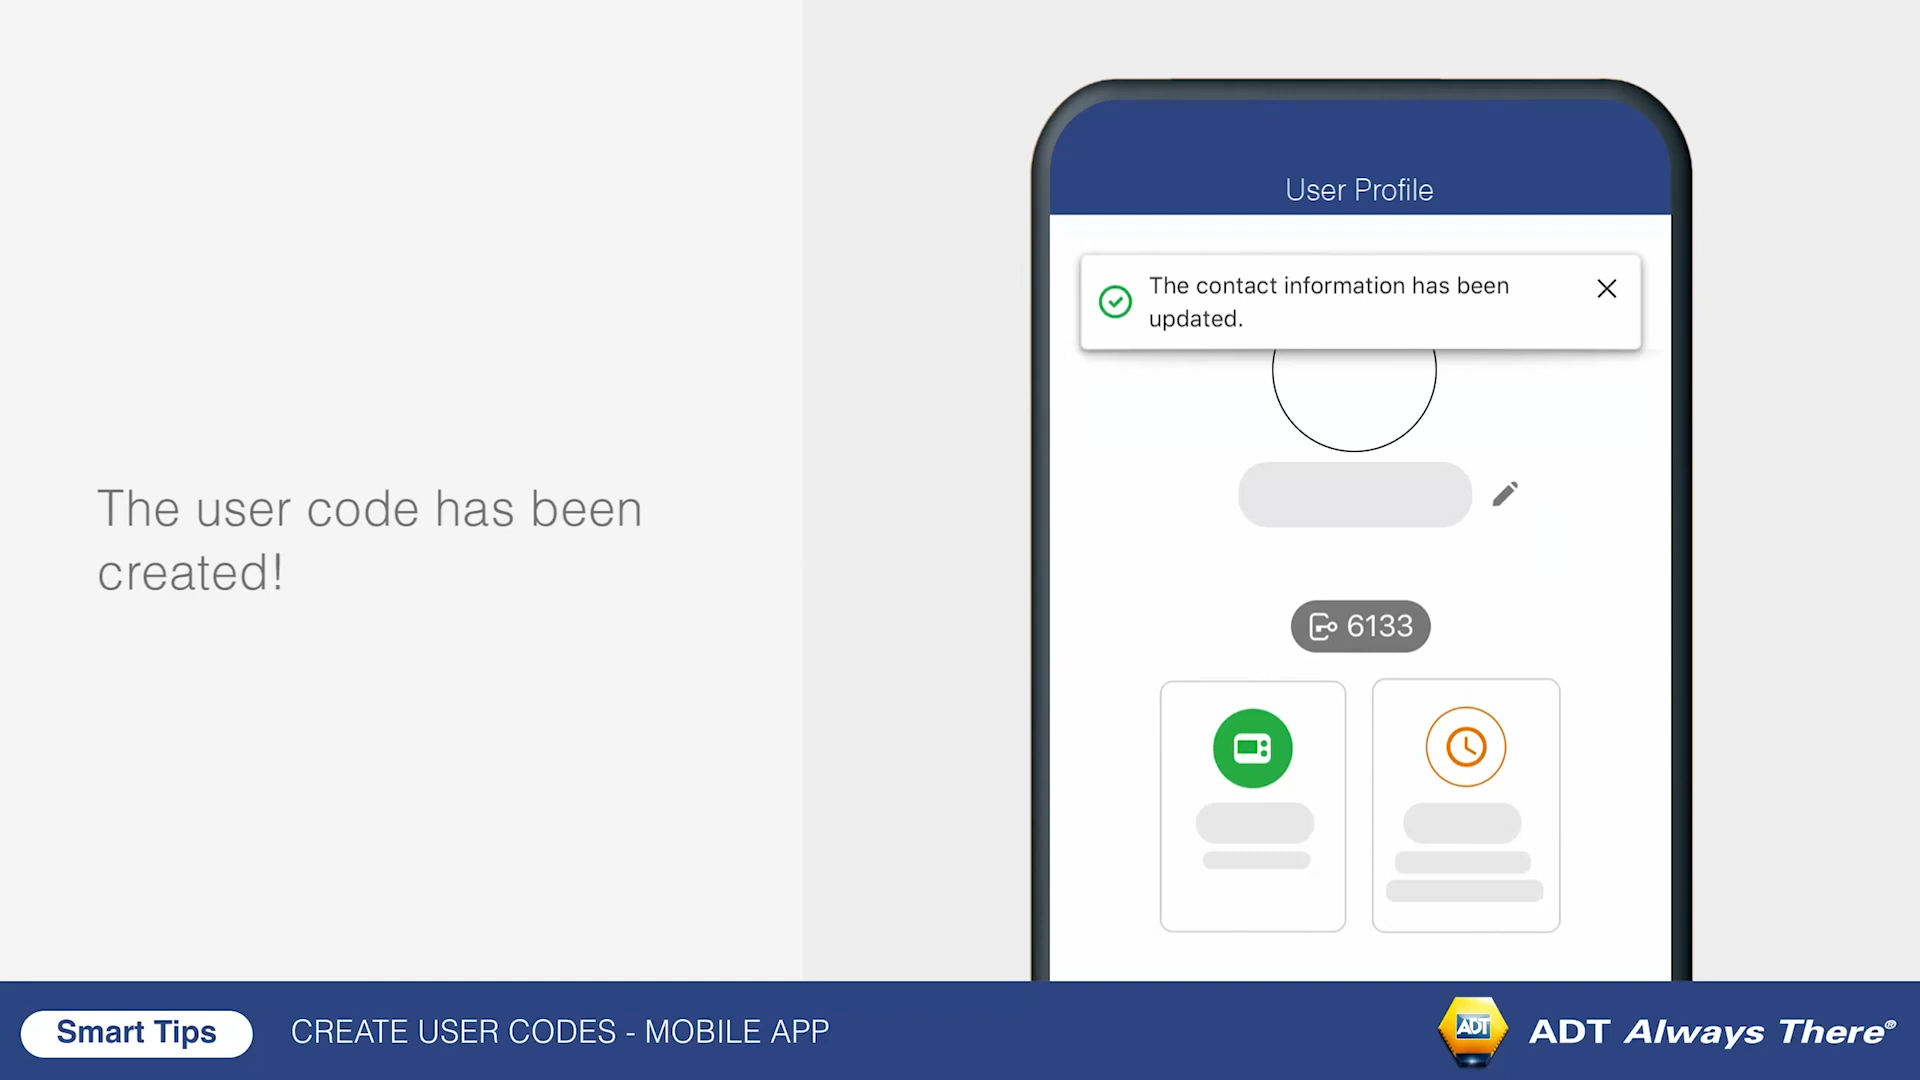 The user code has been
created!
User Profile
The contact information has been
updated.
6133
Smart Tips
CREATE USER CODES - MOBILE APP
ADT
ADT Always There®